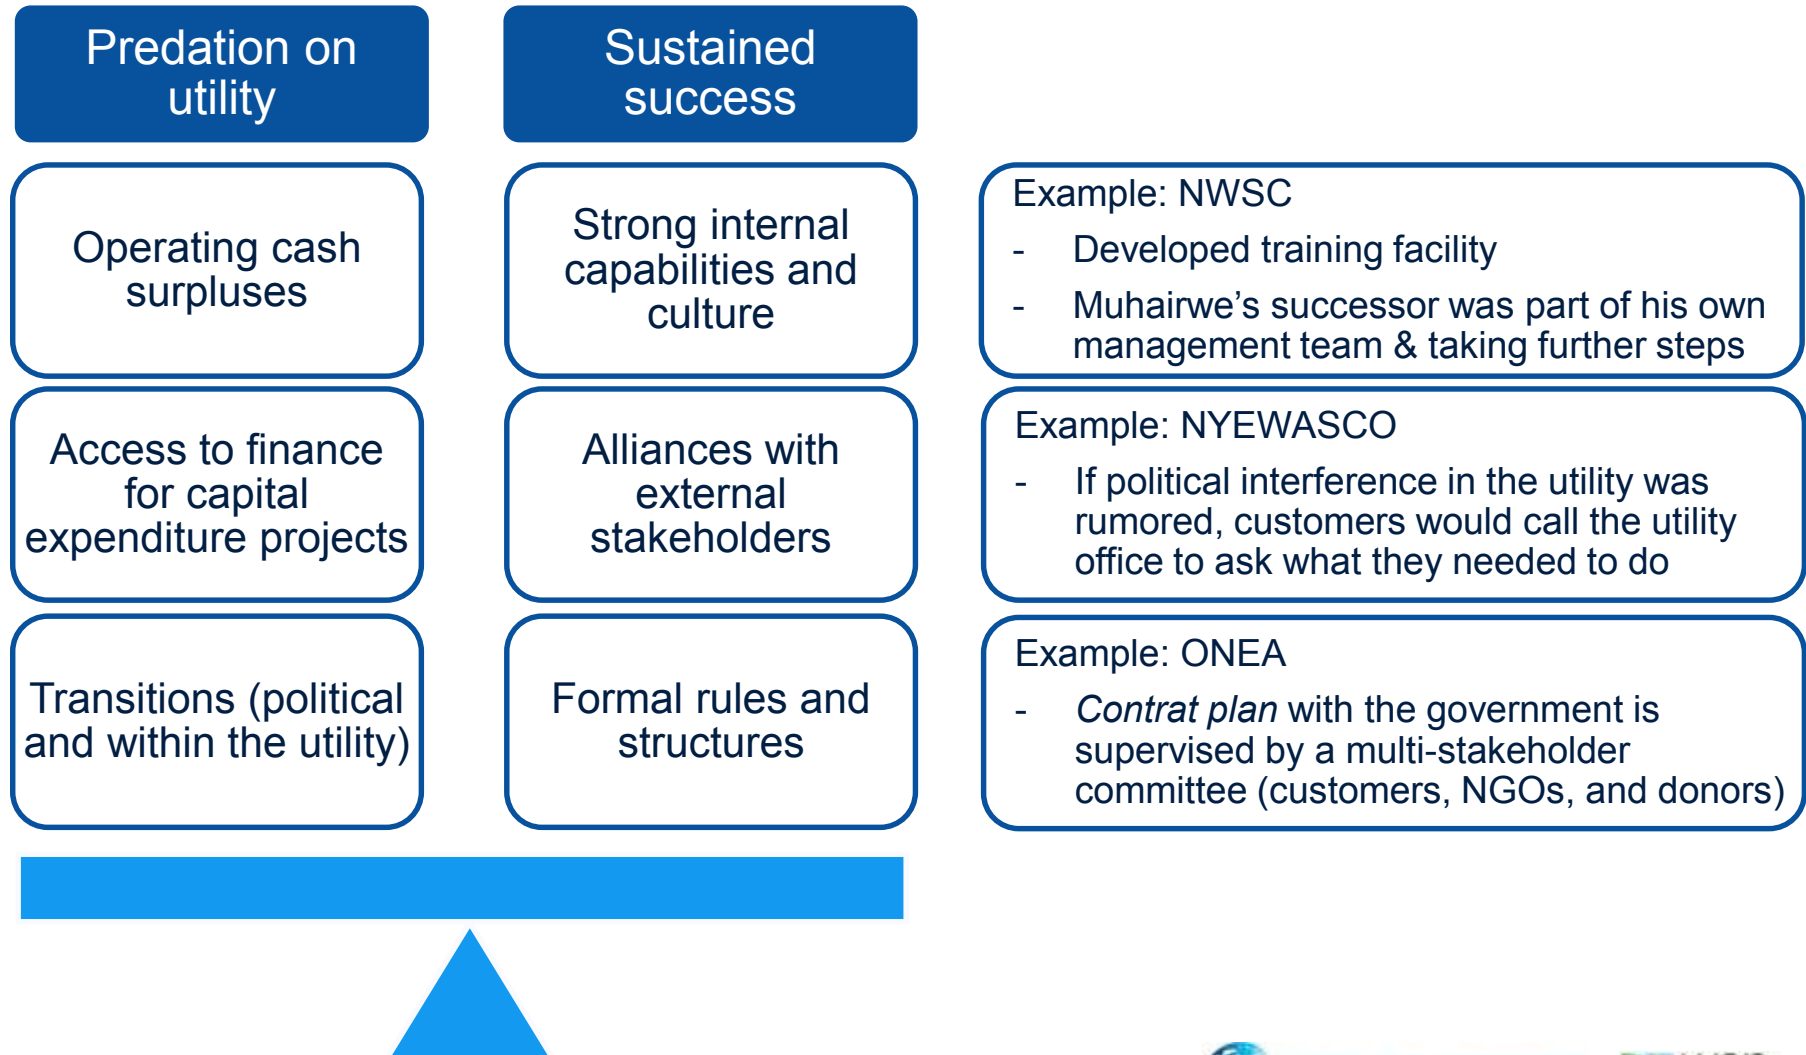 Predation on
utility
Sustained
success
Operating cash
surpluses
Strong internal
capabilities and
culture
Example: NWSC
- Developed training facility
- Muhairwe’s successor was part of his own
management team & taking further steps
Access to finance
for capital
expenditure projects
Alliances with
external
stakeholders
Example: NYEWASCO
- If political interference in the utility was
rumored, customers would call the utility
office to ask what they needed to do
Transitions (political
and within the utility)
Formal rules and
structures
Example: ONEA
- Contrat plan with the government is
supervised by a multi-stakeholder
committee (customers, NGOs, and donors)